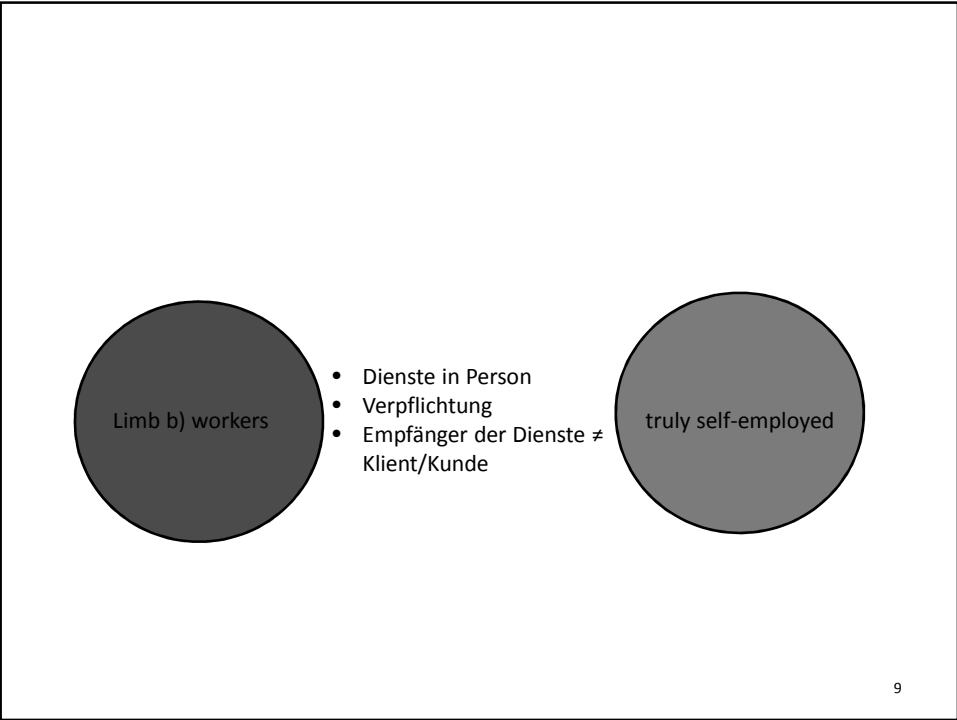 Limb b) workers
• Dienste in Person
• Verpflichtung
• Empfänger der Dienste ≠
Klient/Kunde
truly self-employed
9